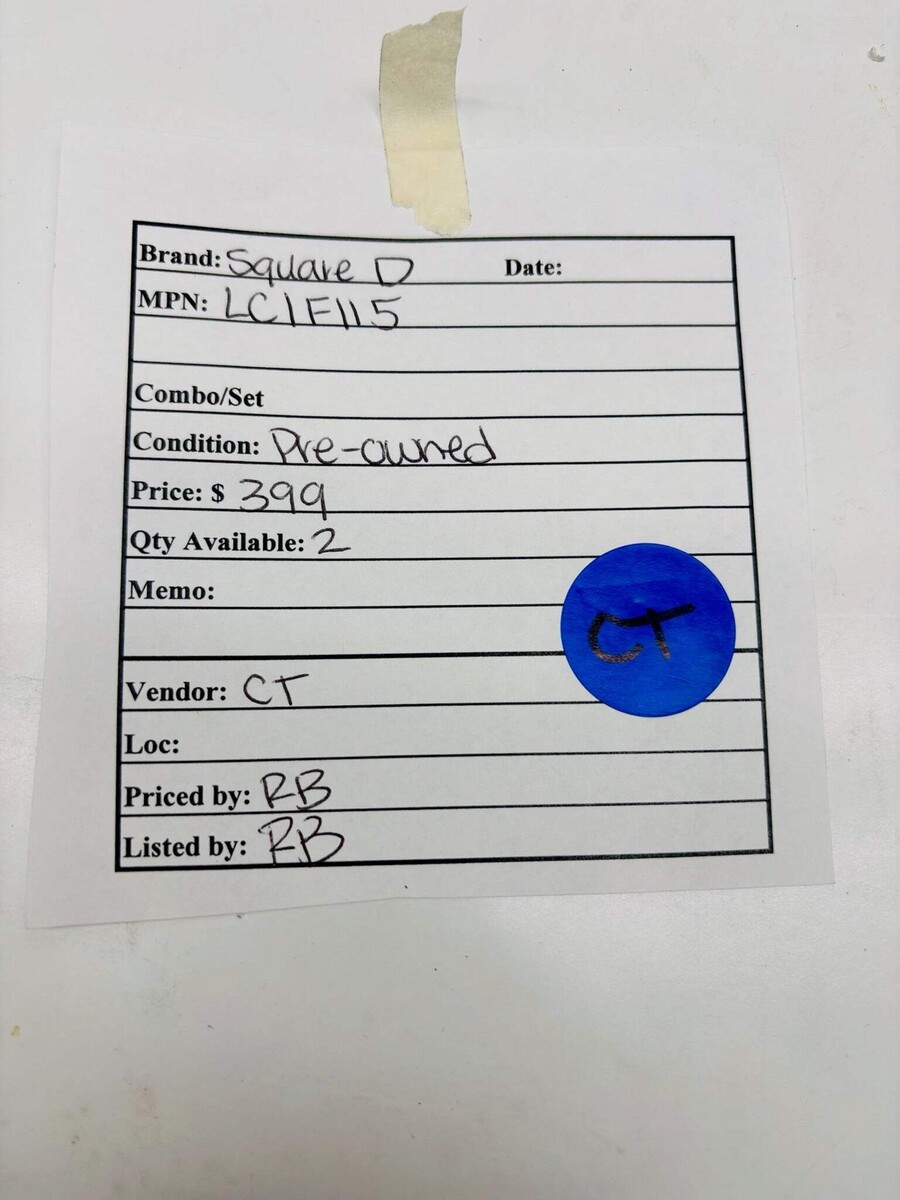 Brand: Square D Date:
MPN: LC1F115
Combo/Set
Condition: Pre-owned
Price: $ 399
Qty Available: 2
Memo:
CT
Vendor: CT
Loc:
Priced by: RB
Listed by: RB